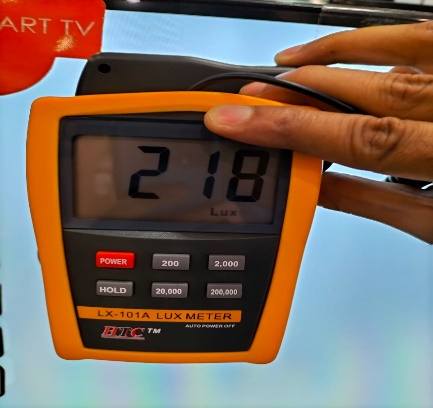 ART TV
218
Lux
POWER 200 2,000
HOLD 20,000 200,000
LX-101A LUX METER
HTC TM
AUTO POWER OFF